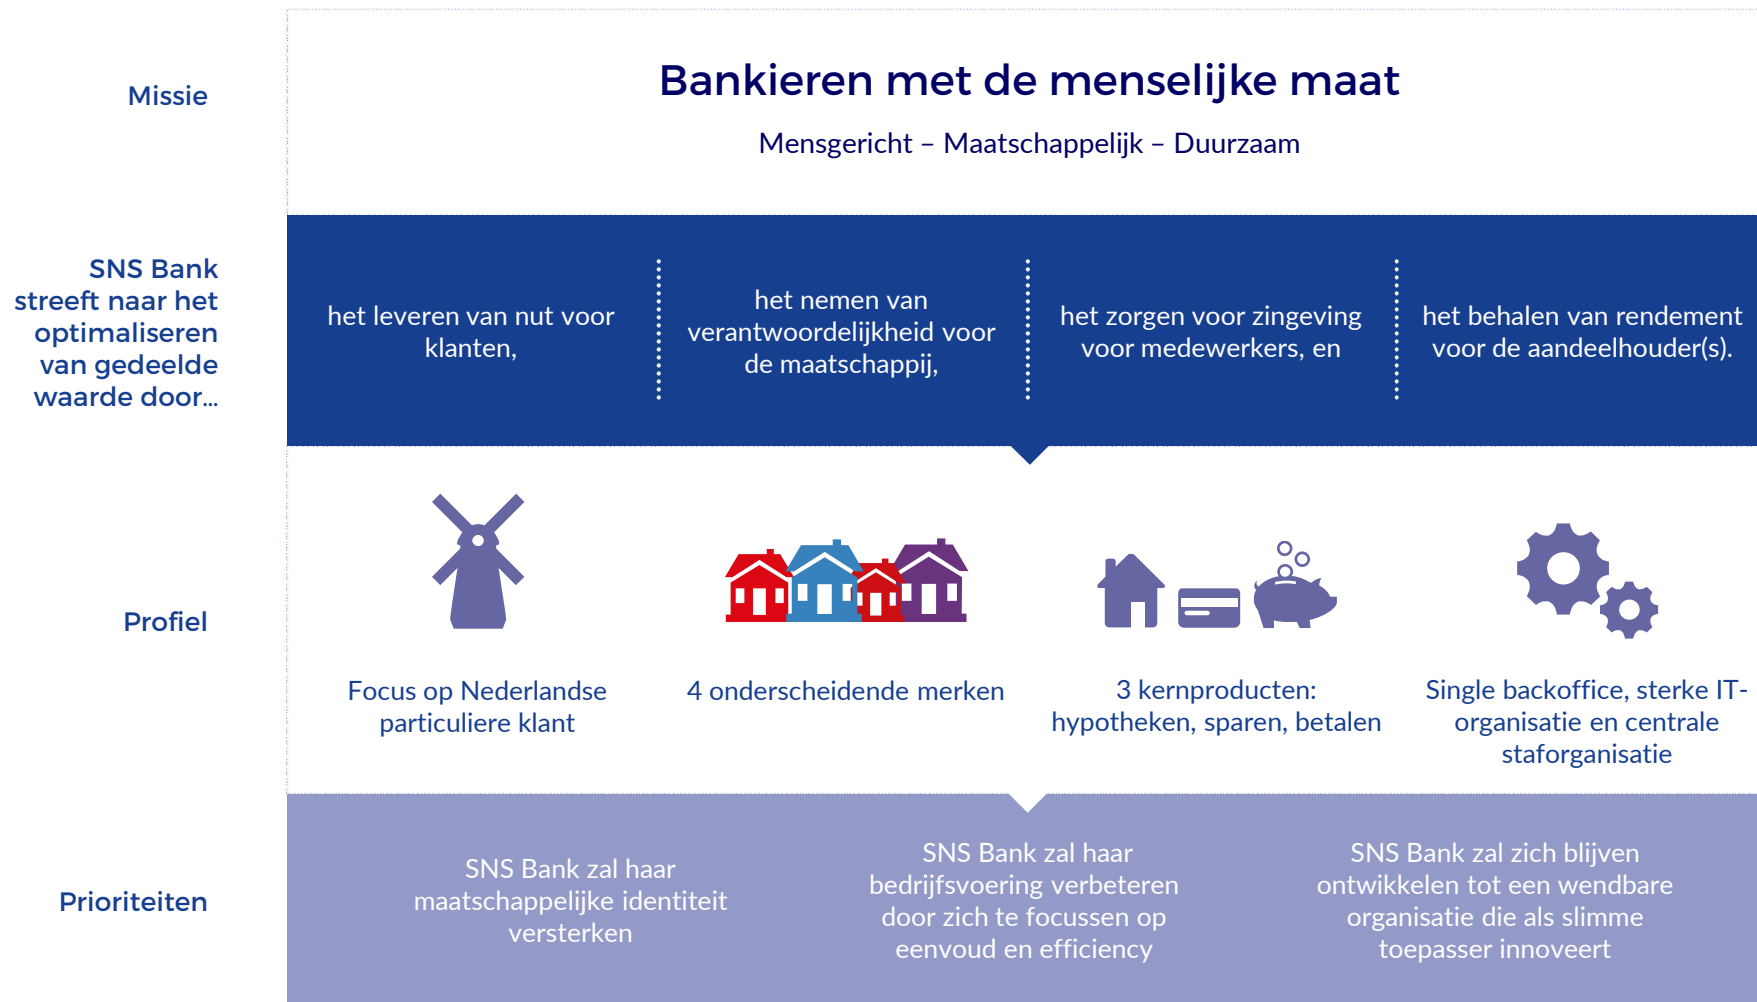 Missie
Bankieren met de menselijke maat
Mensgericht – Maatschappelijk – Duurzaam
SNS Bank
streeft naar het
optimaliseren
van gedeelde
waarde door...
het leveren van nut voor
klanten,
het nemen van
verantwoordelijkheid voor
de maatschappij,
het zorgen voor zingeving
voor medewerkers, en
het behalen van rendement
voor de aandeelhouder(s).
Profiel
Focus op Nederlandse
particuliere klant
4 onderscheidende merken
3 kernproducten:
hypotheken, sparen, betalen
Single backoffice, sterke IT-
organisatie en centrale
staforganisatie
Prioriteiten
SNS Bank zal haar
maatschappelijke identiteit
versterken
SNS Bank zal haar
bedrijfsvoering verbeteren
door zich te focussen op
eenvoud en efficiency
SNS Bank zal zich blijven
ontwikkelen tot een wendbare
organisatie die als slimme
toepasser innoveert